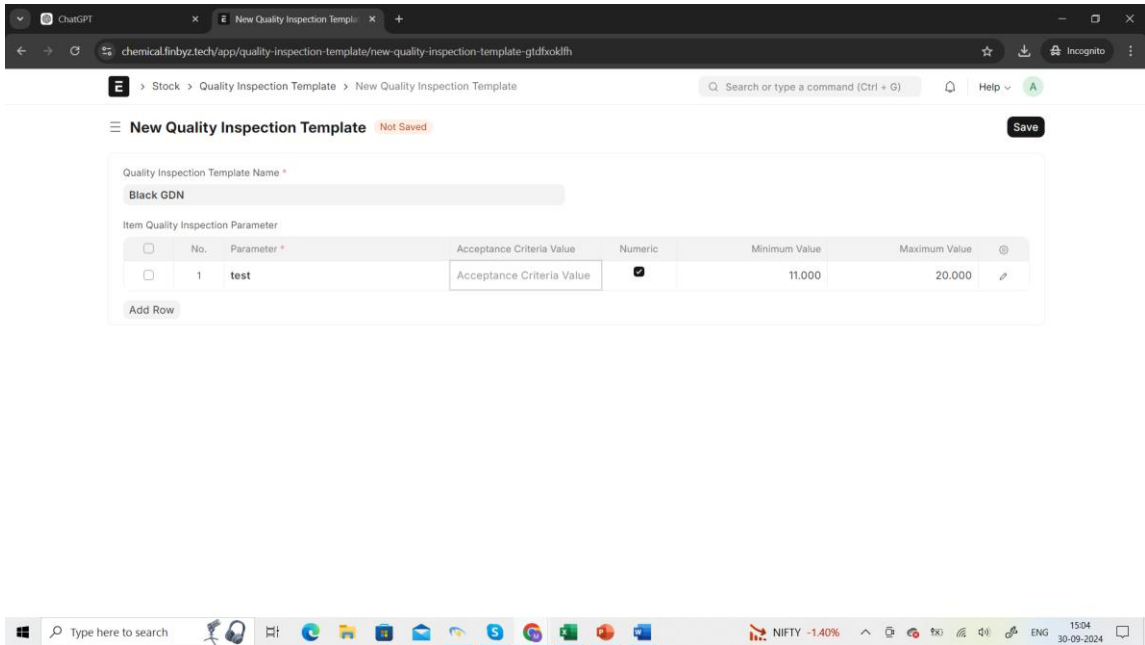 ChatGPT
New Quality Inspection Templa
chemical.finbyz.tech/app/quality-inspection-template/new-quality-inspection-template-gtdfxoklfh
Incognito
E > Stock > Quality Inspection Template > New Quality Inspection Template
Search or type a command (Ctrl + G)
Help
A
New Quality Inspection Template Not Saved
Save
Quality Inspection Template Name *
Black GDN
Item Quality Inspection Parameter
No. Parameter * Acceptance Criteria Value Numeric Minimum Value Maximum Value
1 test Acceptance Criteria Value 11.000 20.000
Add Row
Type here to search
NIFTY -1.40%
ENG
15:04
30-09-2024